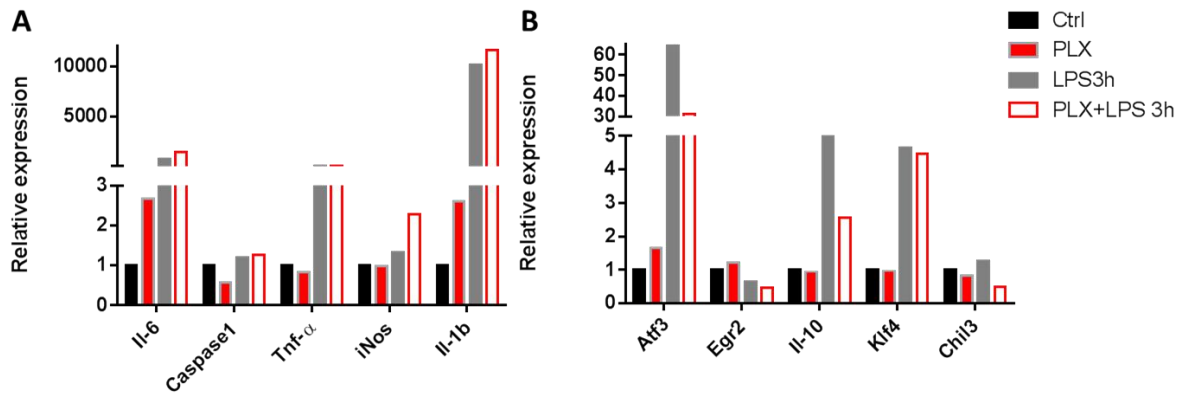 A
Relative expression
10000
5000
3
2
1
0
Il-6
Caspase1
Tnf-α
iNos
Il-1b
B
Relative expression
60
50
40
30
5
4
3
2
1
0
Atf3
Egr2
Il-10
Klf4
Chil3
Ctrl
PLX
LPS3h
PLX+LPS 3h